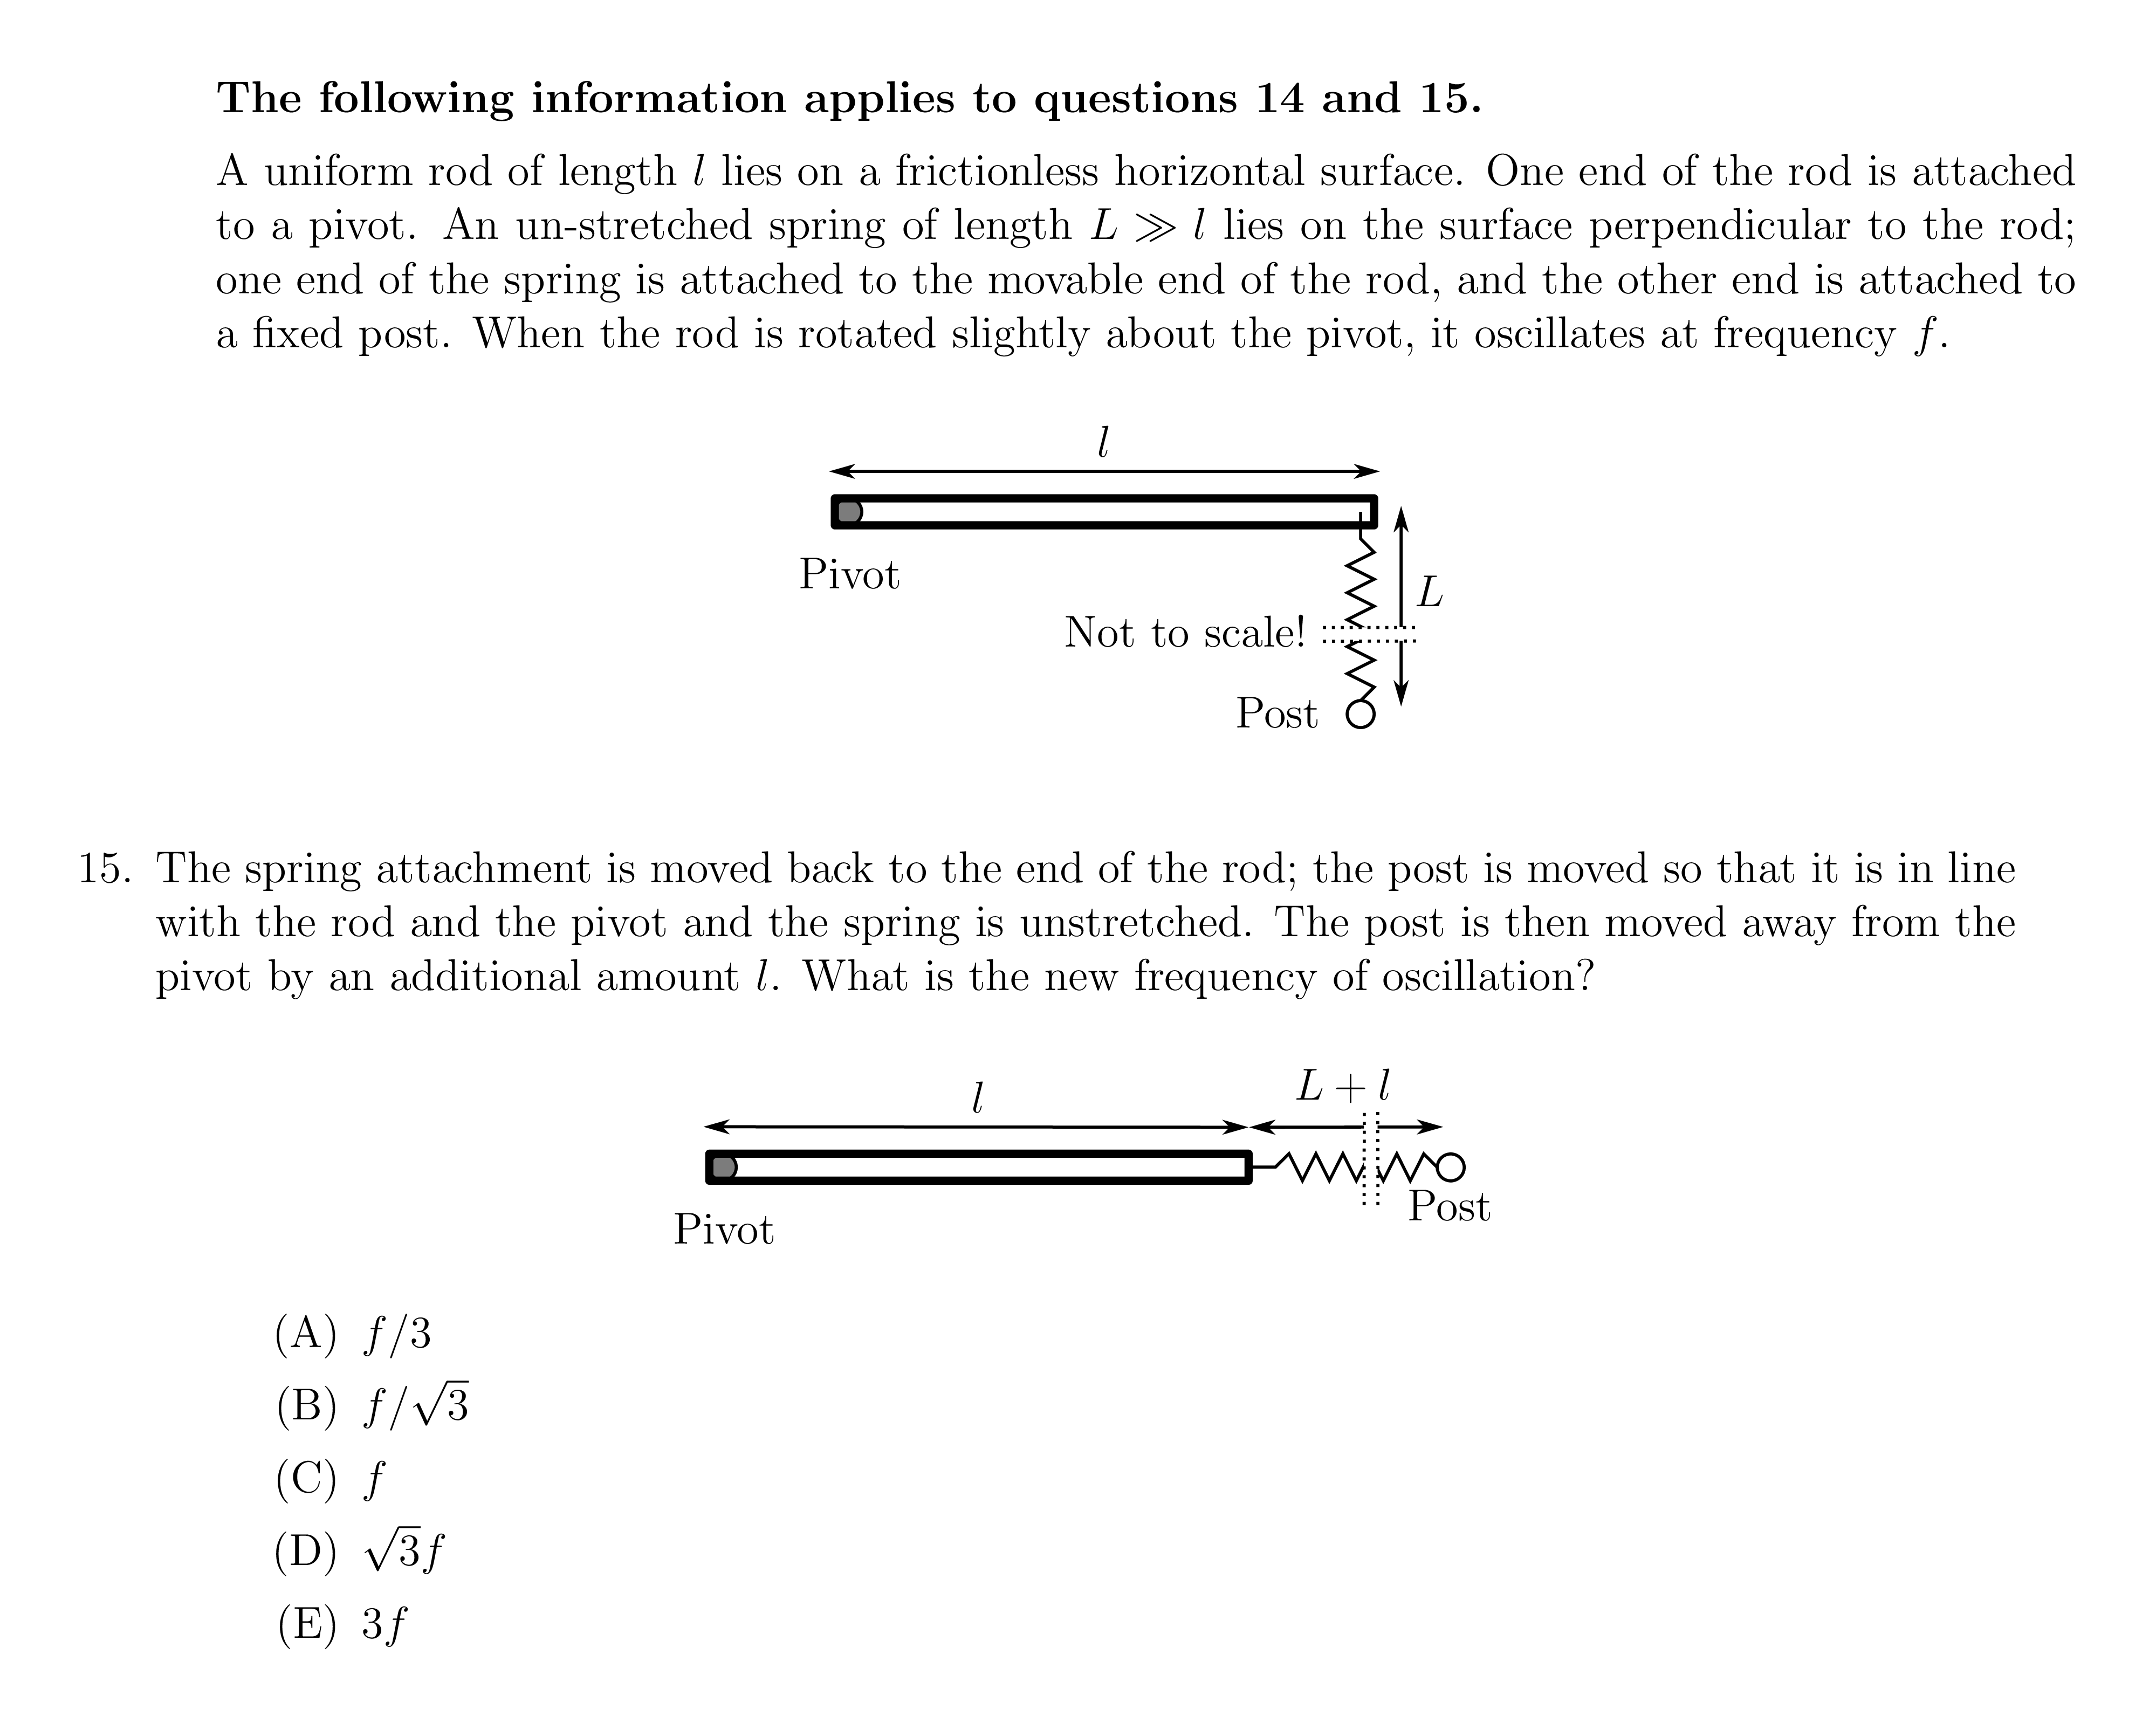 The following information applies to questions 14 and 15.
A uniform rod of length l lies on a frictionless horizontal surface. One end of the rod is attached
to a pivot. An un-stretched spring of length L ≫ l lies on the surface perpendicular to the rod;
one end of the spring is attached to the movable end of the rod, and the other end is attached to
a fixed post. When the rod is rotated slightly about the pivot, it oscillates at frequency f.
l
Pivot
L
Not to scale!
Post
15. The spring attachment is moved back to the end of the rod; the post is moved so that it is in line
with the rod and the pivot and the spring is unstretched. The post is then moved away from the
pivot by an additional amount l. What is the new frequency of oscillation?
L + l
l
Post
Pivot
(A) f/3
(B) f/√3
(C) f
(D) √3f
(E) 3f